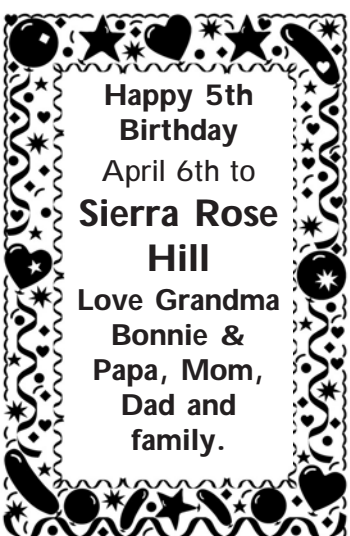 Happy 5th
Birthday
April 6th to
Sierra Rose
Hill
Love Grandma
Bonnie &
Papa, Mom,
Dad and
family.